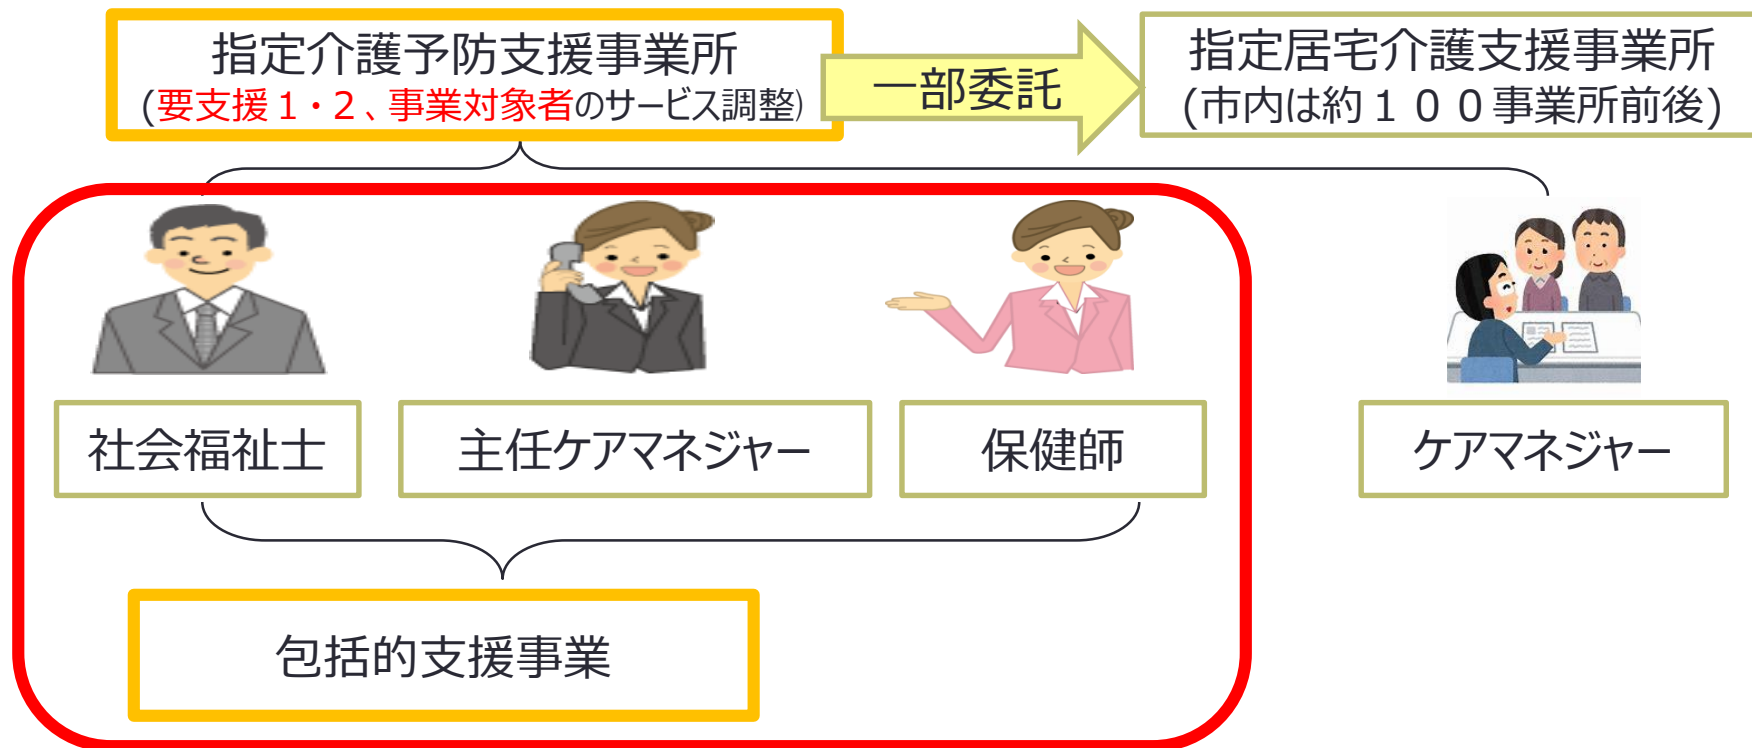 指定介護予防支援事業所
(要支援１・２、事業対象者のサービス調整)
一部委託
指定居宅介護支援事業所
(市内は約１００事業所前後)
社会福祉士
主任ケアマネジャー
保健師
ケアマネジャー
包括的支援事業